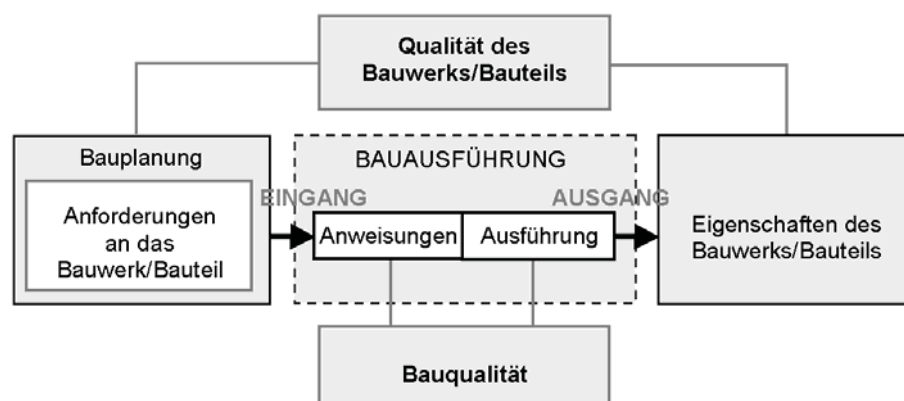 Qualität des
Bauwerks/Bauteils
Bauplanung
Anforderungen
an das
Bauwerk/Bauteil
BAUAUSFÜHRUNG
EINGANG
AUSGANG
Anweisungen
Ausführung
Eigenschaften des
Bauwerks/Bauteils
Bauqualität